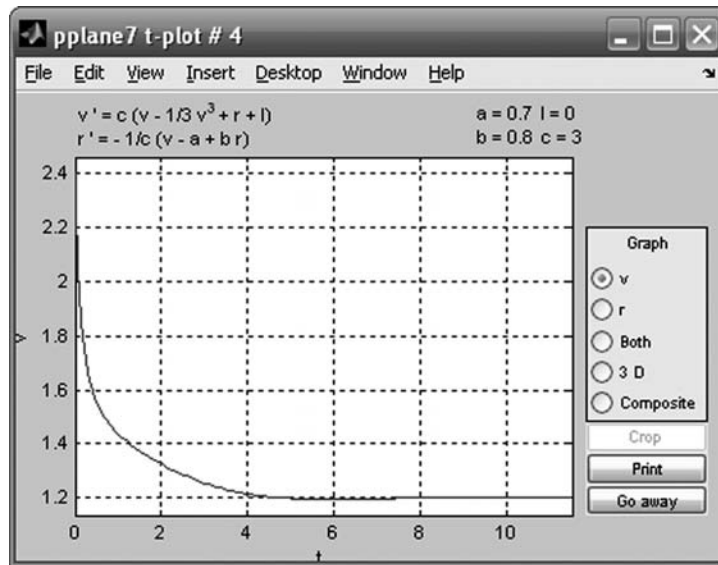 pplane7 t-plot # 4
File Edit View Insert Desktop Window Help
v ' = c (v - 1/3 v³ + r + I) a = 0.7 I = 0
r ' = - 1/c (v - a + b r) b = 0.8 c = 3
2.4
2.2
2
1.8
1.6
1.4
1.2
v
0 2 4 6 8 10
t
Graph
v
r
Both
3 D
Composite
Crop
Print
Go away